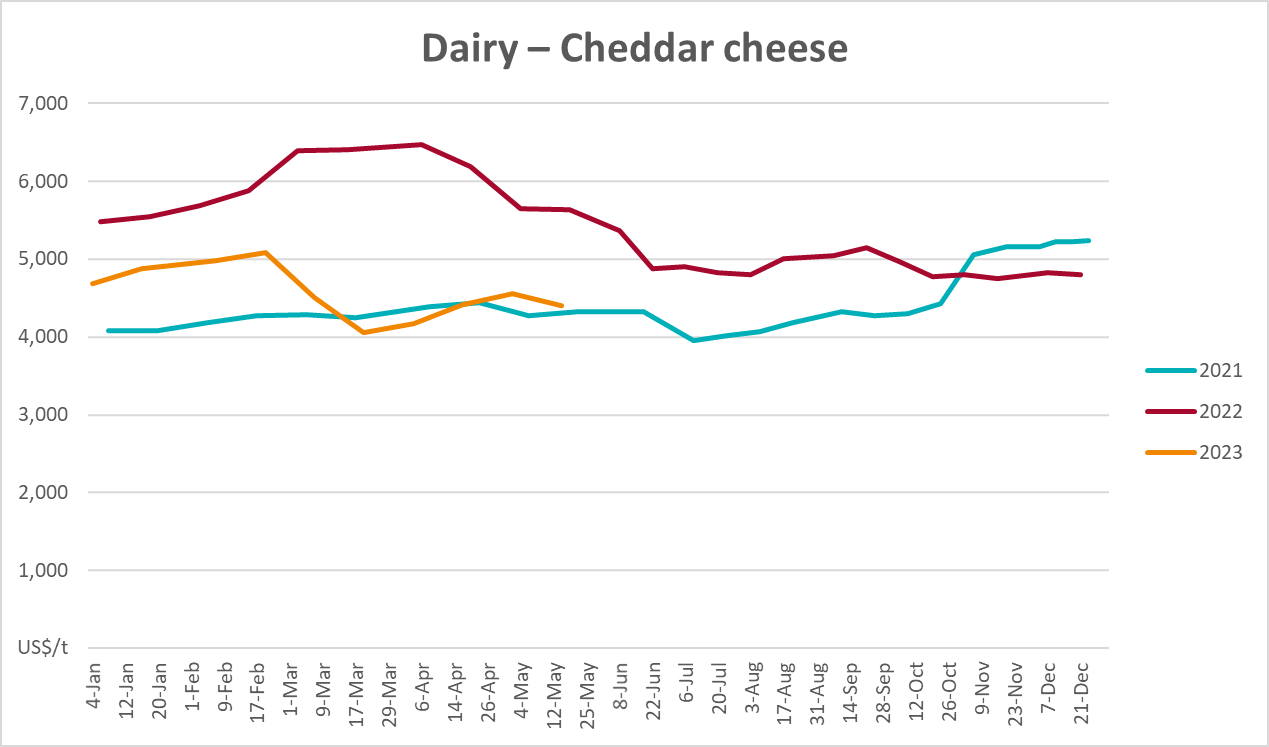 Dairy – Cheddar cheese
7,000
6,000
5,000
4,000
3,000
2,000
1,000
US$/t
4-Jan
12-Jan
20-Jan
1-Feb
9-Feb
17-Feb
1-Mar
9-Mar
17-Mar
29-Mar
6-Apr
14-Apr
26-Apr
4-May
12-May
25-May
8-Jun
22-Jun
6-Jul
20-Jul
3-Aug
17-Aug
31-Aug
14-Sep
28-Sep
12-Oct
26-Oct
9-Nov
23-Nov
7-Dec
21-Dec
2021
2022
2023